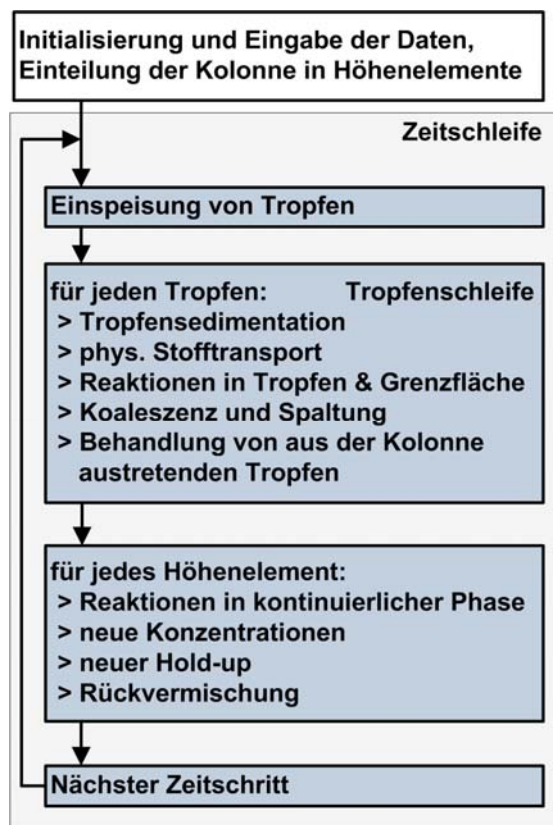 Initialisierung und Eingabe der Daten,
Einteilung der Kolonne in Höhenelemente
Zeitschleife
Einspeisung von Tropfen
für jeden Tropfen: Tropfenschleife
> Tropfensedimentation
> phys. Stofftransport
> Reaktionen in Tropfen & Grenzfläche
> Koaleszenz und Spaltung
> Behandlung von aus der Kolonne
austretenden Tropfen
für jedes Höhenelement:
> Reaktionen in kontinuierlicher Phase
> neue Konzentrationen
> neuer Hold-up
> Rückvermischung
Nächster Zeitschritt